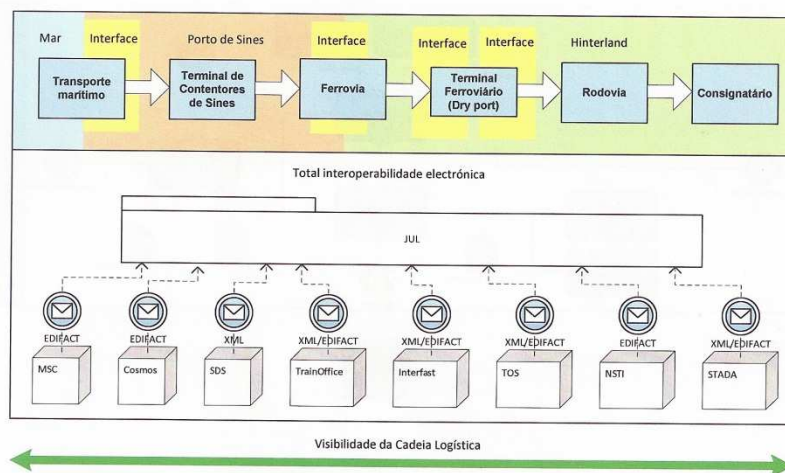 Mar
Interface
Porto de Sines
Interface
Interface
Interface
Hinterland
Transporte
marítimo
Terminal de
Contentores
de Sines
Ferrovia
Terminal
Ferroviário
(Dry port)
Rodovia
Consignatário
Total interoperabilidade electrónica
JUL
EDIFACT
EDIFACT
XML
XML/EDIFACT
XML/EDIFACT
XML/EDIFACT
EDIFACT
XML/EDIFACT
MSC
Cosmos
SDS
TrainOffice
Interfast
TOS
NSTI
STADA
Visibilidade da Cadeia Logística